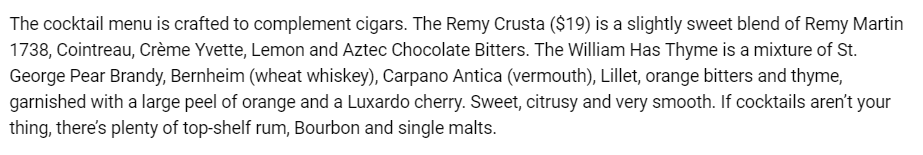 The cocktail menu is crafted to complement cigars. The Remy Crusta ($19) is a slightly sweet blend of Remy Martin
1738, Cointreau, Crème Yvette, Lemon and Aztec Chocolate Bitters. The William Has Thyme is a mixture of St.
George Pear Brandy, Bernheim (wheat whiskey), Carpano Antica (vermouth), Lillet, orange bitters and thyme,
garnished with a large peel of orange and a Luxardo cherry. Sweet, citrusy and very smooth. If cocktails aren’t your
thing, there’s plenty of top-shelf rum, Bourbon and single malts.